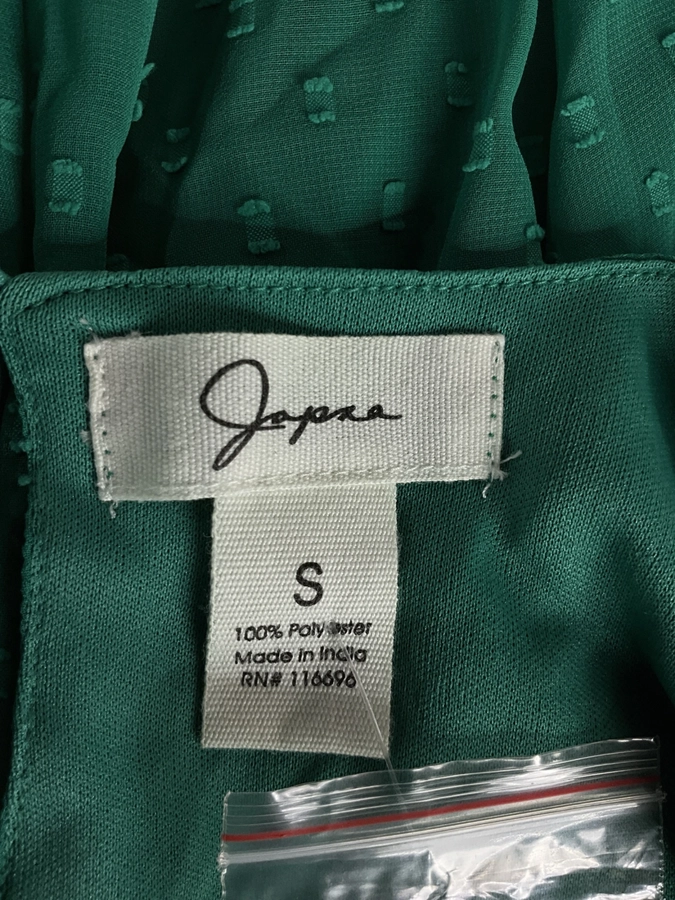 Japna
S
100% Polyester
Made in India
RN# 116696